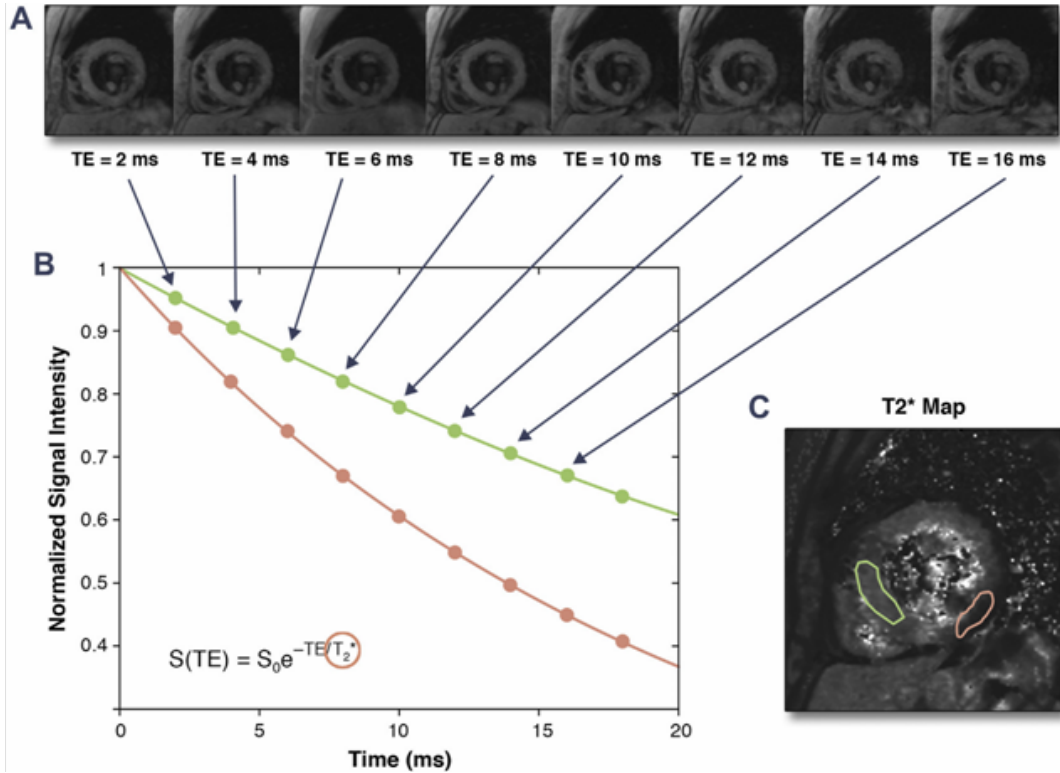 A
TE = 2 ms TE = 4 ms TE = 6 ms TE = 8 ms TE = 10 ms TE = 12 ms TE = 14 ms TE = 16 ms
B
Normalized Signal Intensity
1
0.9
0.8
0.7
0.6
0.5
0.4
S(TE) = S₀e^−TE/T₂*
0 5 10 15 20
Time (ms)
C
T2* Map